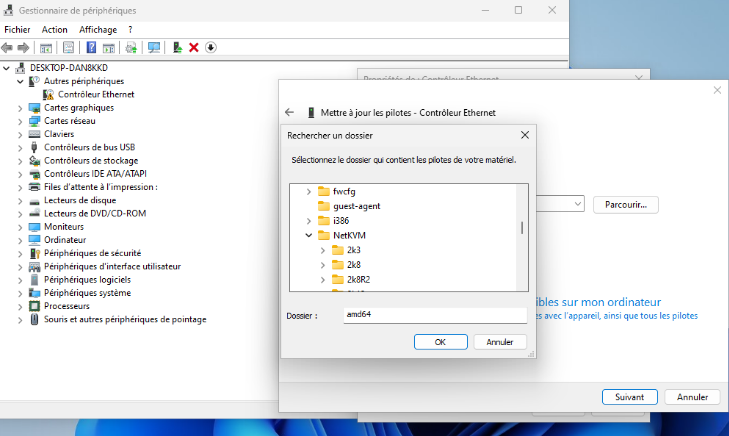 Gestionnaire de périphériques
Fichier Action Affichage ?
DESKTOP-DAN8KKD
Autres périphériques
Contrôleur Ethernet
Cartes graphiques
Cartes réseau
Claviers
Contrôleurs de bus USB
Contrôleurs de stockage
Contrôleurs IDE ATA/ATAPI
Files d'attente à l'impression :
Lecteurs de disque
Lecteurs de DVD/CD-ROM
Moniteurs
Ordinateur
Périphériques de sécurité
Périphériques d'interface utilisateur
Périphériques logiciels
Périphériques système
Processeurs
Souris et autres périphériques de pointage
Propriétés de : Contrôleur Ethernet
Mettre à jour les pilotes - Contrôleur Ethernet
Parcourir...
ibles sur mon ordinateur
es avec l'appareil, ainsi que tous les pilotes
Suivant Annuler
Rechercher un dossier
Sélectionnez le dossier qui contient les pilotes de votre matériel.
fwcfg
guest-agent
i386
NetKVM
2k3
2k8
2k8R2
Dossier : amd64
OK Annuler